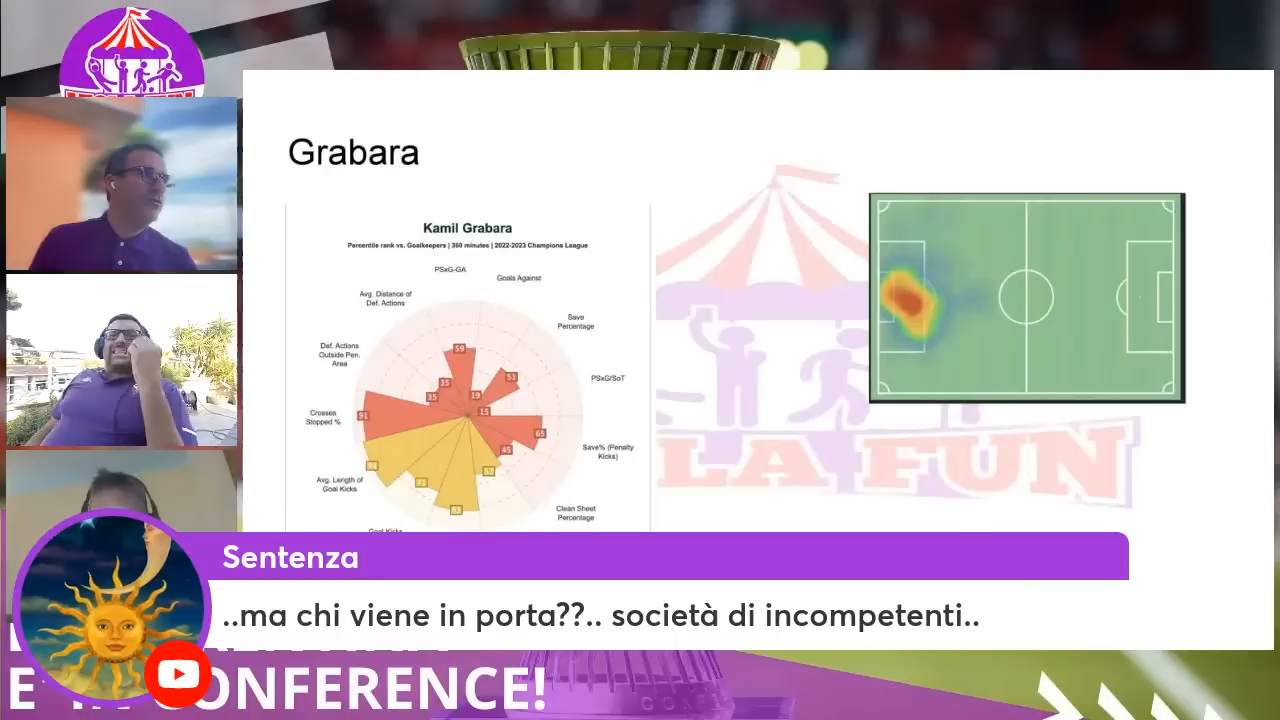 Grabara
Kamil Grabara
Percentile rank vs. Goalkeepers | 360 minutes | 2022-2023 Champions League
PSxG-GA
Goals Against
Avg. Distance of
Def. Actions
Save
Percentage
Def. Actions
Outside Pen.
Area
PSxG/SoT
Crosses
Stopped %
Save% (Penalty
Kicks)
Avg. Length of
Goal Kicks
Clean Sheet
Percentage
59
51
35
35
19
15
91
65
45
LA FUN
Sentenza
..ma chi viene in porta??.. società di incompetenti..
ONFERENCE!